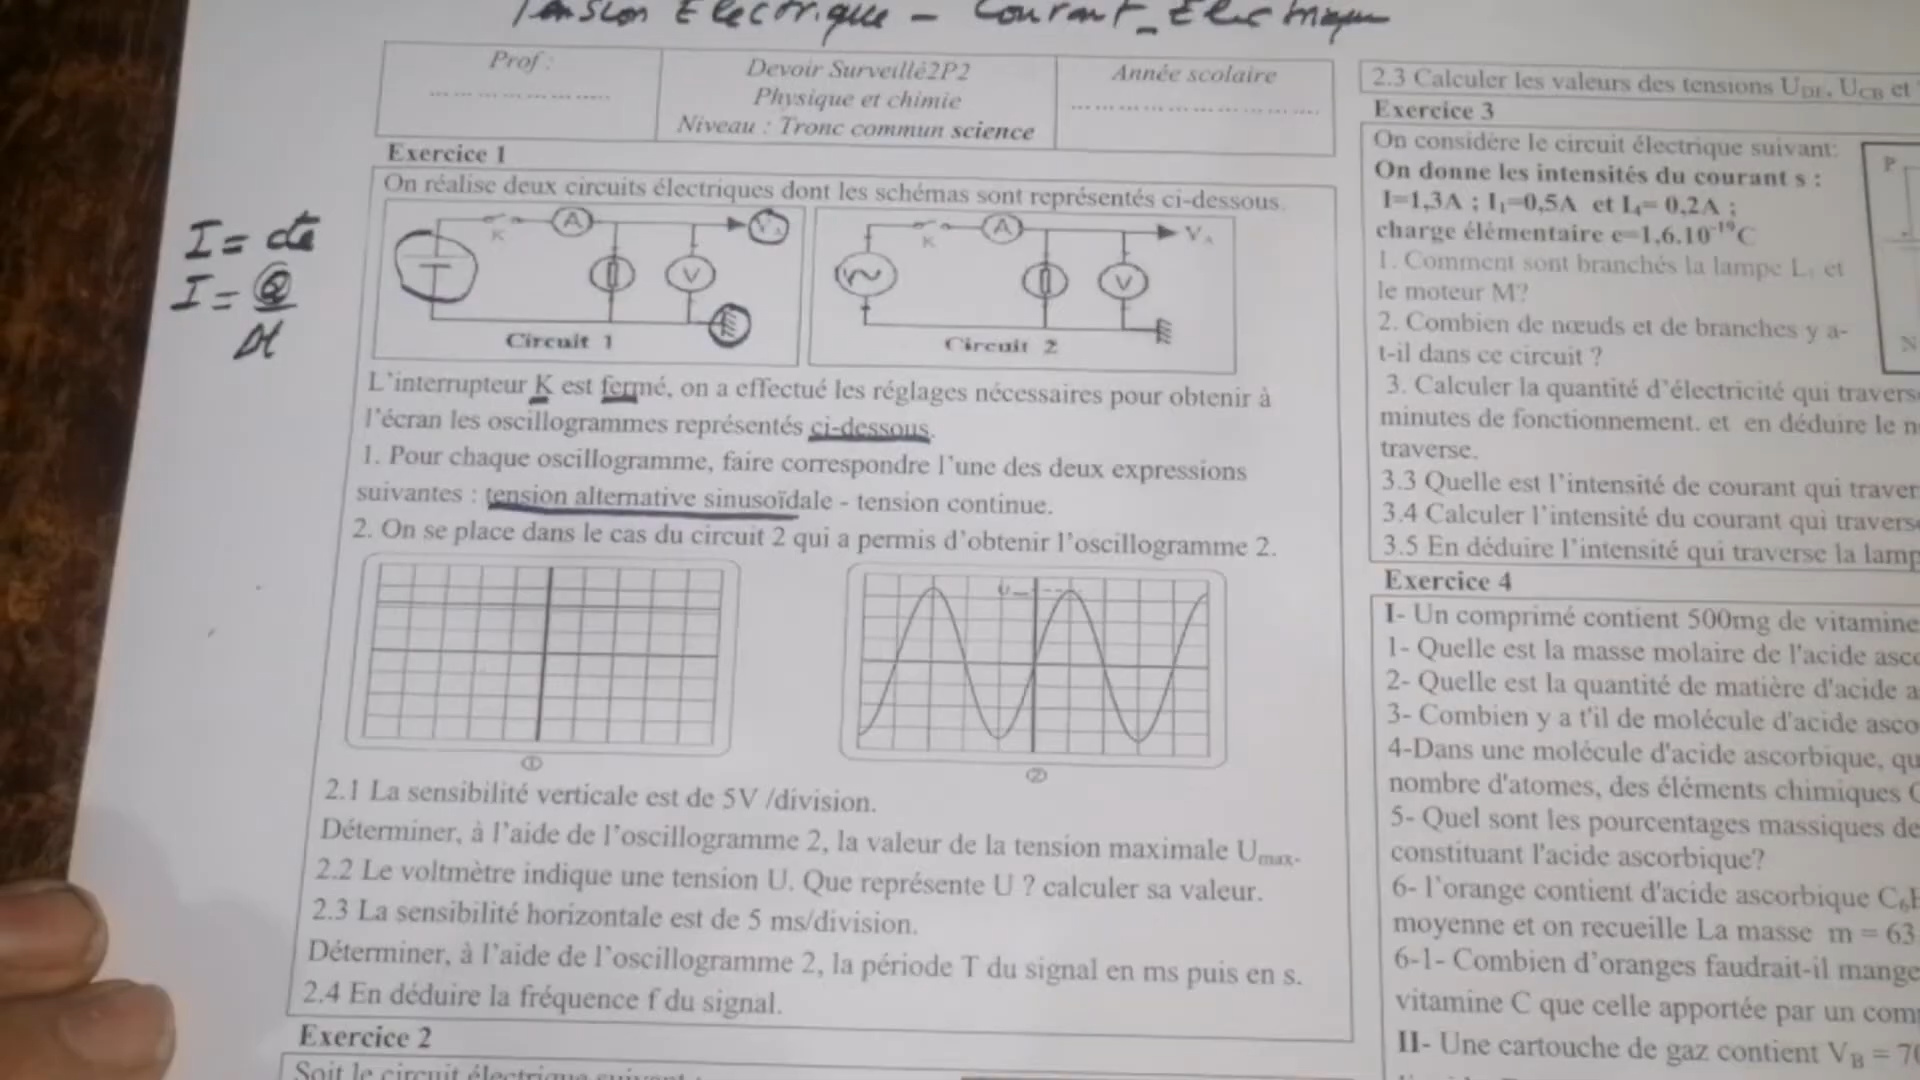 Tension Electrique - Courant - Electrique
Prof :
Devoir Surveillé2P2
Physique et chimie
Niveau : Tronc commun science
Année scolaire
Exercice 1
On réalise deux circuits électriques dont les schémas sont représentés ci-dessous.
K
A
V
VA
Circuit 1
K
A
V
VA
Circuit 2
I =
I = Q
Δt
L'interrupteur K est fermé, on a effectué les réglages nécessaires pour obtenir à
l'écran les oscillogrammes représentés ci-dessous.
1. Pour chaque oscillogramme, faire correspondre l'une des deux expressions
suivantes : tension alternative sinusoïdale - tension continue.
2. On se place dans le cas du circuit 2 qui a permis d'obtenir l'oscillogramme 2.
①
②
2.1 La sensibilité verticale est de 5V /division.
Déterminer, à l'aide de l'oscillogramme 2, la valeur de la tension maximale Umax.
2.2 Le voltmètre indique une tension U. Que représente U ? calculer sa valeur.
2.3 La sensibilité horizontale est de 5 ms/division.
Déterminer, à l'aide de l'oscillogramme 2, la période T du signal en ms puis en s.
2.4 En déduire la fréquence f du signal.
Exercice 2
Soit le circuit électrique suivant :
2.3 Calculer les valeurs des tensions UDE, UCB et
Exercice 3
On considère le circuit électrique suivant:
On donne les intensités du courant s :
I=1,3A ; I1=0,5A et I4= 0,2A ;
charge élémentaire e=1,6.10-19C
1. Comment sont branchés la lampe L1 et
le moteur M?
2. Combien de nœuds et de branches y a-
t-il dans ce circuit ?
P
N
3. Calculer la quantité d'électricité qui
minutes de fonctionnement. et en déduire le
traverse.
3.3 Quelle est l'intensité de courant qui
3.4 Calculer l'intensité du courant qui
3.5 En déduire l'intensité qui traverse la
Exercice 4
I- Un comprimé contient 500mg de vitamine
1- Quelle est la masse molaire de l'acide
2- Quelle est la quantité de matière d'acide
3- Combien y a t'il de molécule d'acide
4-Dans une molécule d'acide ascorbique,
nombre d'atomes, des éléments chimiques
5- Quel sont les pourcentages massiques
constituant l'acide ascorbique?
6- l'orange contient d'acide ascorbique
moyenne et on recueille La masse m = 63
6-1- Combien d'oranges faudrait-il
vitamine C que celle apportée par un
II- Une cartouche de gaz contient VB =